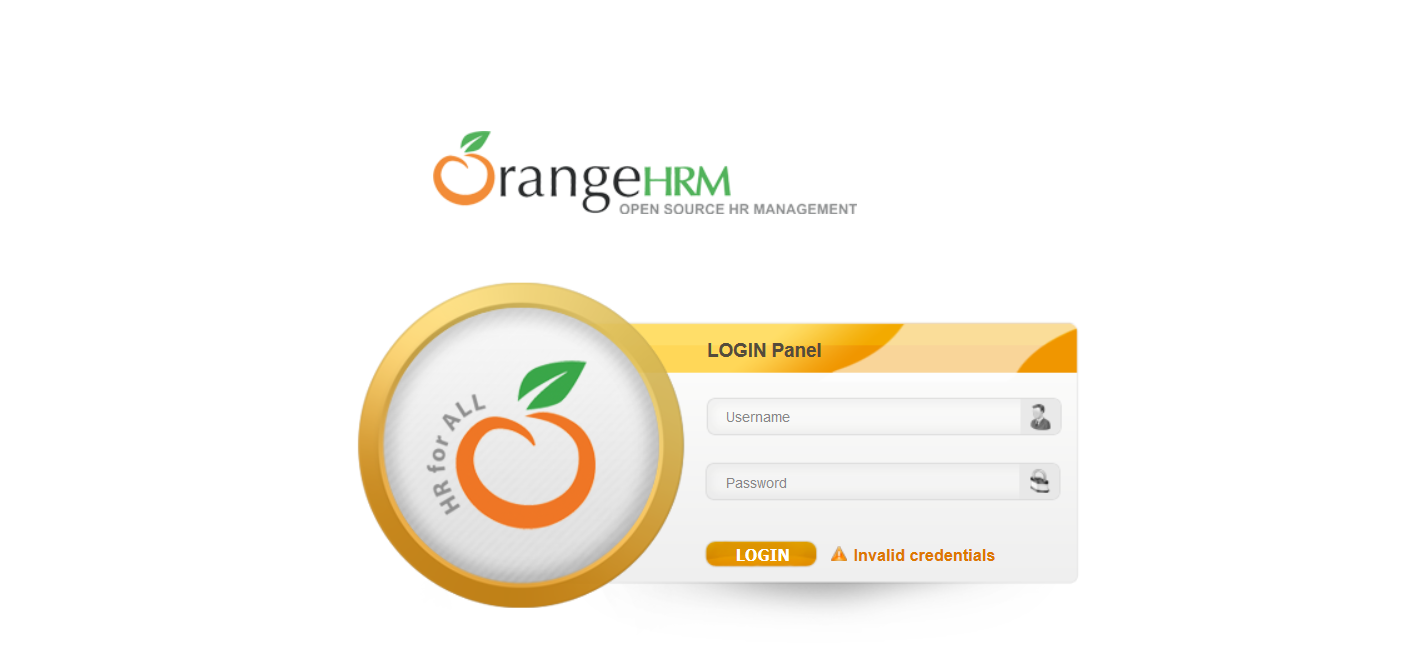 OrangeHRM
OPEN SOURCE HR MANAGEMENT
HR for ALL
LOGIN Panel
Username
Password
LOGIN
Invalid credentials